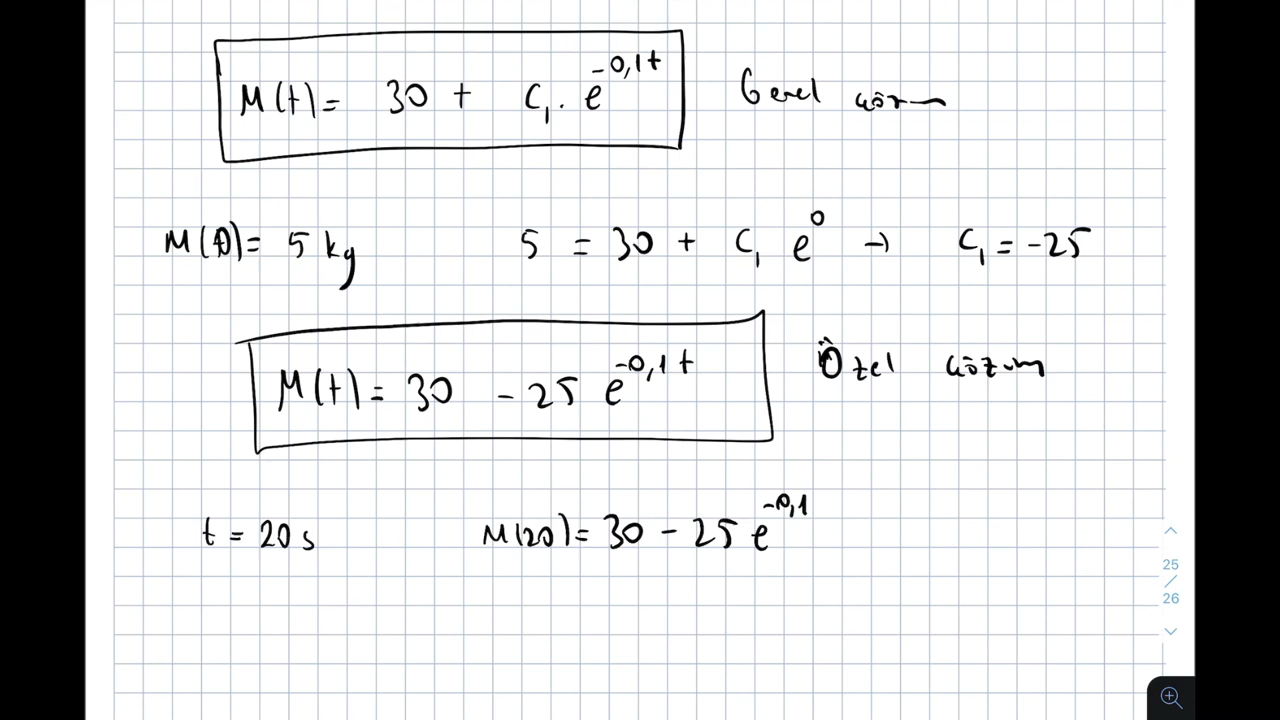 M(t) = 30 + C₁ · e^-0,1t Genel çözüm
M(0) = 5 kg 5 = 30 + C₁ e^0 → C₁ = -25
M(t) = 30 - 25 e^-0,1t Özel çözüm
t = 20 s M(20) = 30 - 25 e^-0,1
25
/
26